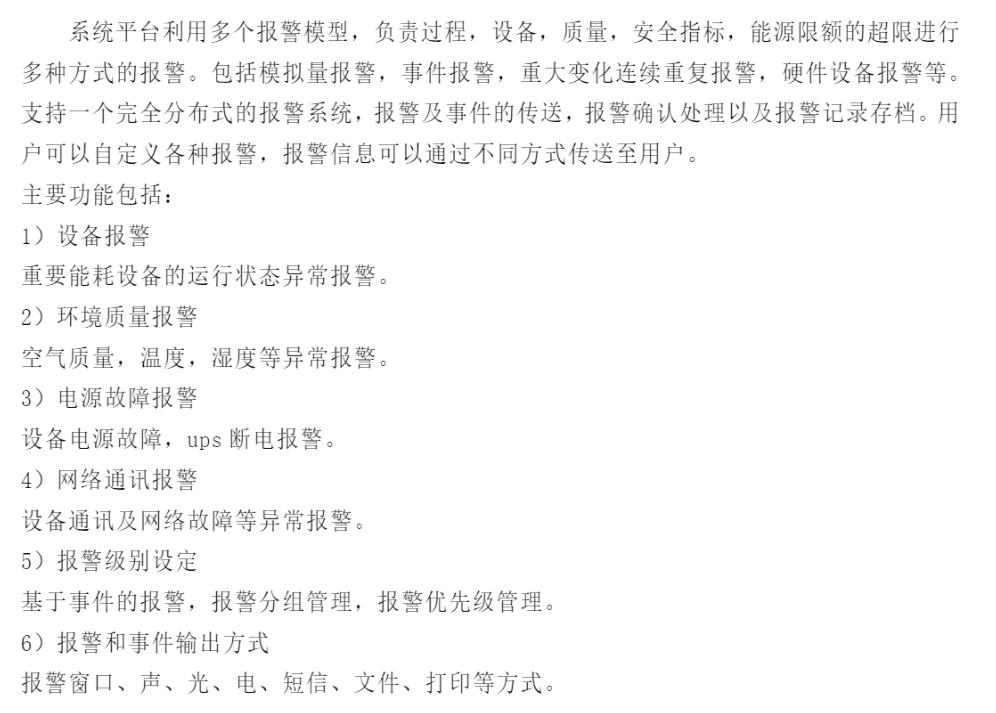 系统平台利用多个报警模型，负责过程，设备，质量，安全指标，能源限额的超限进行
多种方式的报警。包括模拟量报警，事件报警，重大变化连续重复报警，硬件设备报警等。
支持一个完全分布式的报警系统，报警及事件的传送，报警确认处理以及报警记录存档。用
户可以自定义各种报警，报警信息可以通过不同方式传送至用户。
主要功能包括：
1）设备报警
重要能耗设备的运行状态异常报警。
2）环境质量报警
空气质量，温度，湿度等异常报警。
3）电源故障报警
设备电源故障，ups 断电报警。
4）网络通讯报警
设备通讯及网络故障等异常报警。
5）报警级别设定
基于事件的报警，报警分组管理，报警优先级管理。
6）报警和事件输出方式
报警窗口、声、光、电、短信、文件、打印等方式。